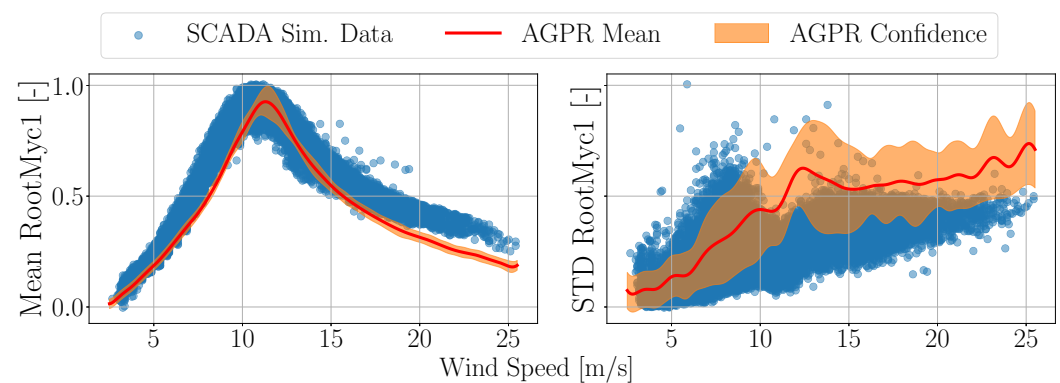 SCADA Sim. Data AGPR Mean AGPR Confidence
Mean RootMyc1 [-]
1.0
0.5
0.0
5 10 15 20 25
STD RootMyc1 [-]
5 10 15 20 25
Wind Speed [m/s]